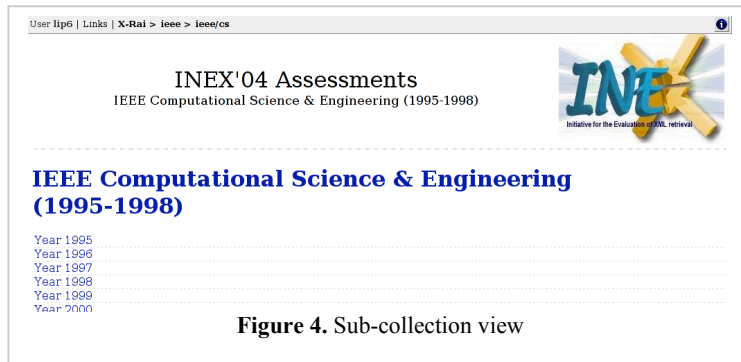 User lip6 | Links | X-Rai > ieee > ieee/cs
INEX'04 Assessments
IEEE Computational Science & Engineering (1995-1998)
INEX
Initiative for the Evaluation of XML retrieval
IEEE Computational Science & Engineering
(1995-1998)
Year 1995
Year 1996
Year 1997
Year 1998
Year 1999
Year 2000
Figure 4. Sub-collection view